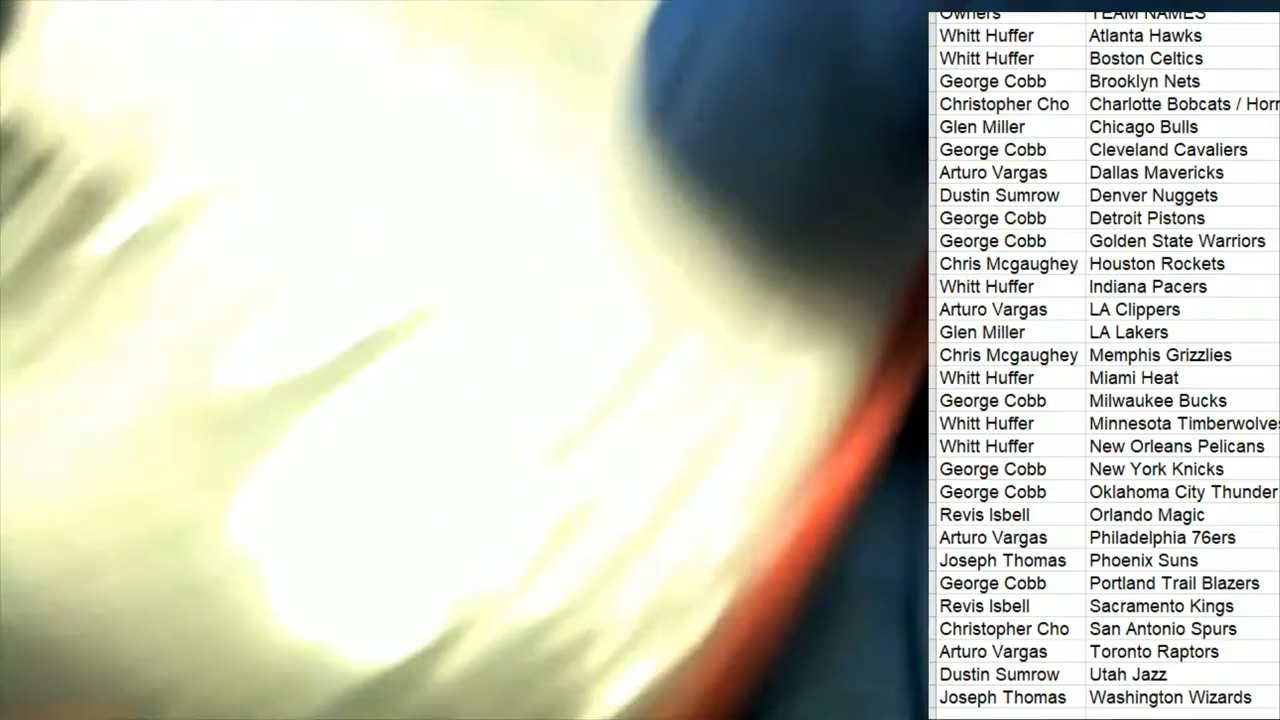 Owners TEAM NAMES
Whitt Huffer Atlanta Hawks
Whitt Huffer Boston Celtics
George Cobb Brooklyn Nets
Christopher Cho Charlotte Bobcats / Horr
Glen Miller Chicago Bulls
George Cobb Cleveland Cavaliers
Arturo Vargas Dallas Mavericks
Dustin Sumrow Denver Nuggets
George Cobb Detroit Pistons
George Cobb Golden State Warriors
Chris Mcgaughey Houston Rockets
Whitt Huffer Indiana Pacers
Arturo Vargas LA Clippers
Glen Miller LA Lakers
Chris Mcgaughey Memphis Grizzlies
Whitt Huffer Miami Heat
George Cobb Milwaukee Bucks
Whitt Huffer Minnesota Timberwolves
Whitt Huffer New Orleans Pelicans
George Cobb New York Knicks
George Cobb Oklahoma City Thunder
Revis Isbell Orlando Magic
Arturo Vargas Philadelphia 76ers
Joseph Thomas Phoenix Suns
George Cobb Portland Trail Blazers
Revis Isbell Sacramento Kings
Christopher Cho San Antonio Spurs
Arturo Vargas Toronto Raptors
Dustin Sumrow Utah Jazz
Joseph Thomas Washington Wizards